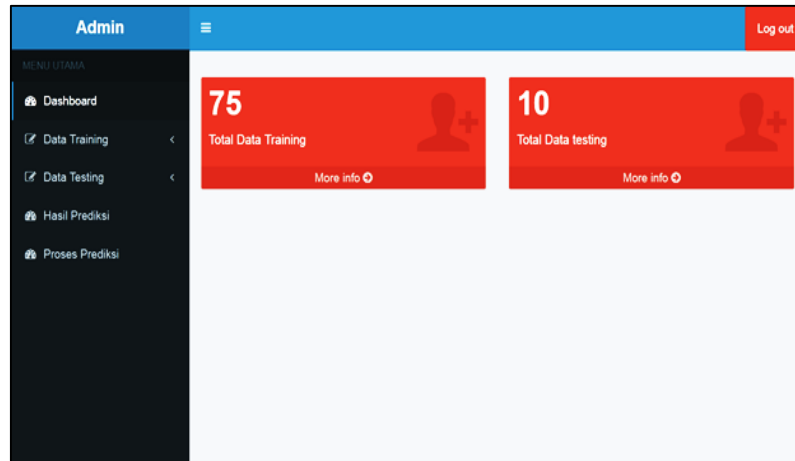 Admin
Log out
MENU UTAMA
Dashboard
Data Training
Data Testing
Hasil Prediksi
Proses Prediksi
75
Total Data Training
More info
10
Total Data testing
More info